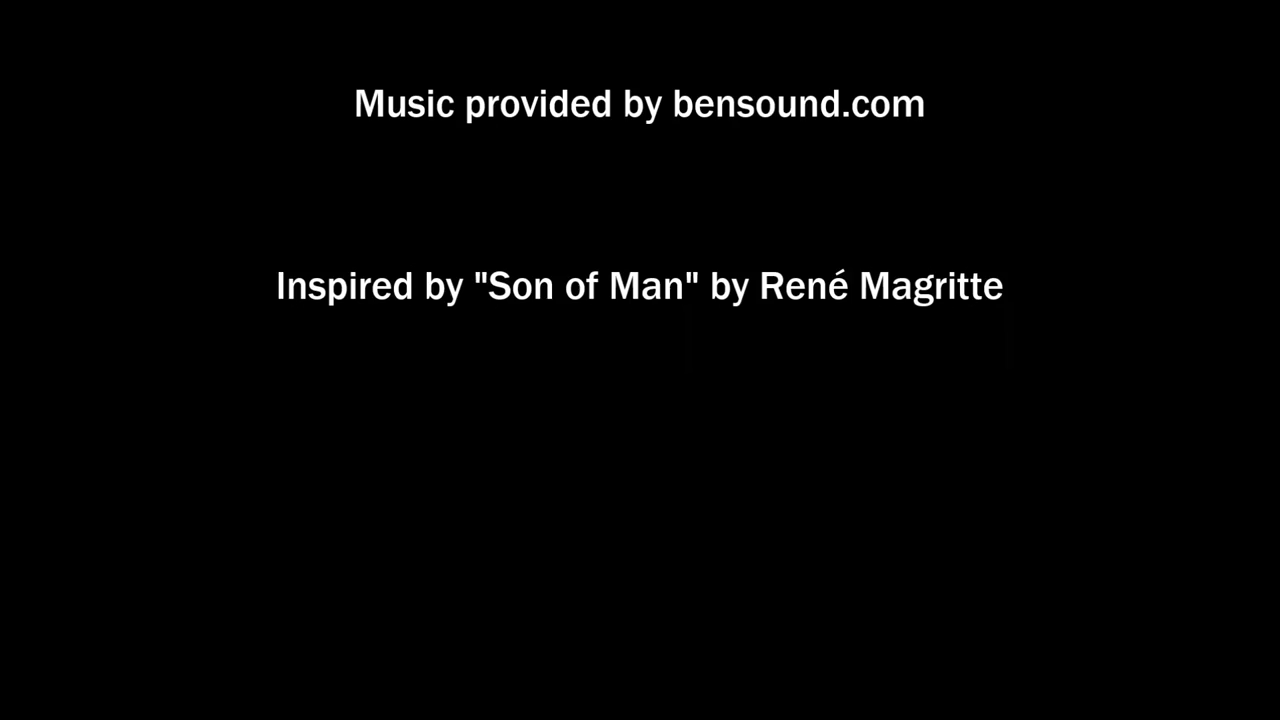 Music provided by bensound.com
Inspired by "Son of Man" by René Magritte